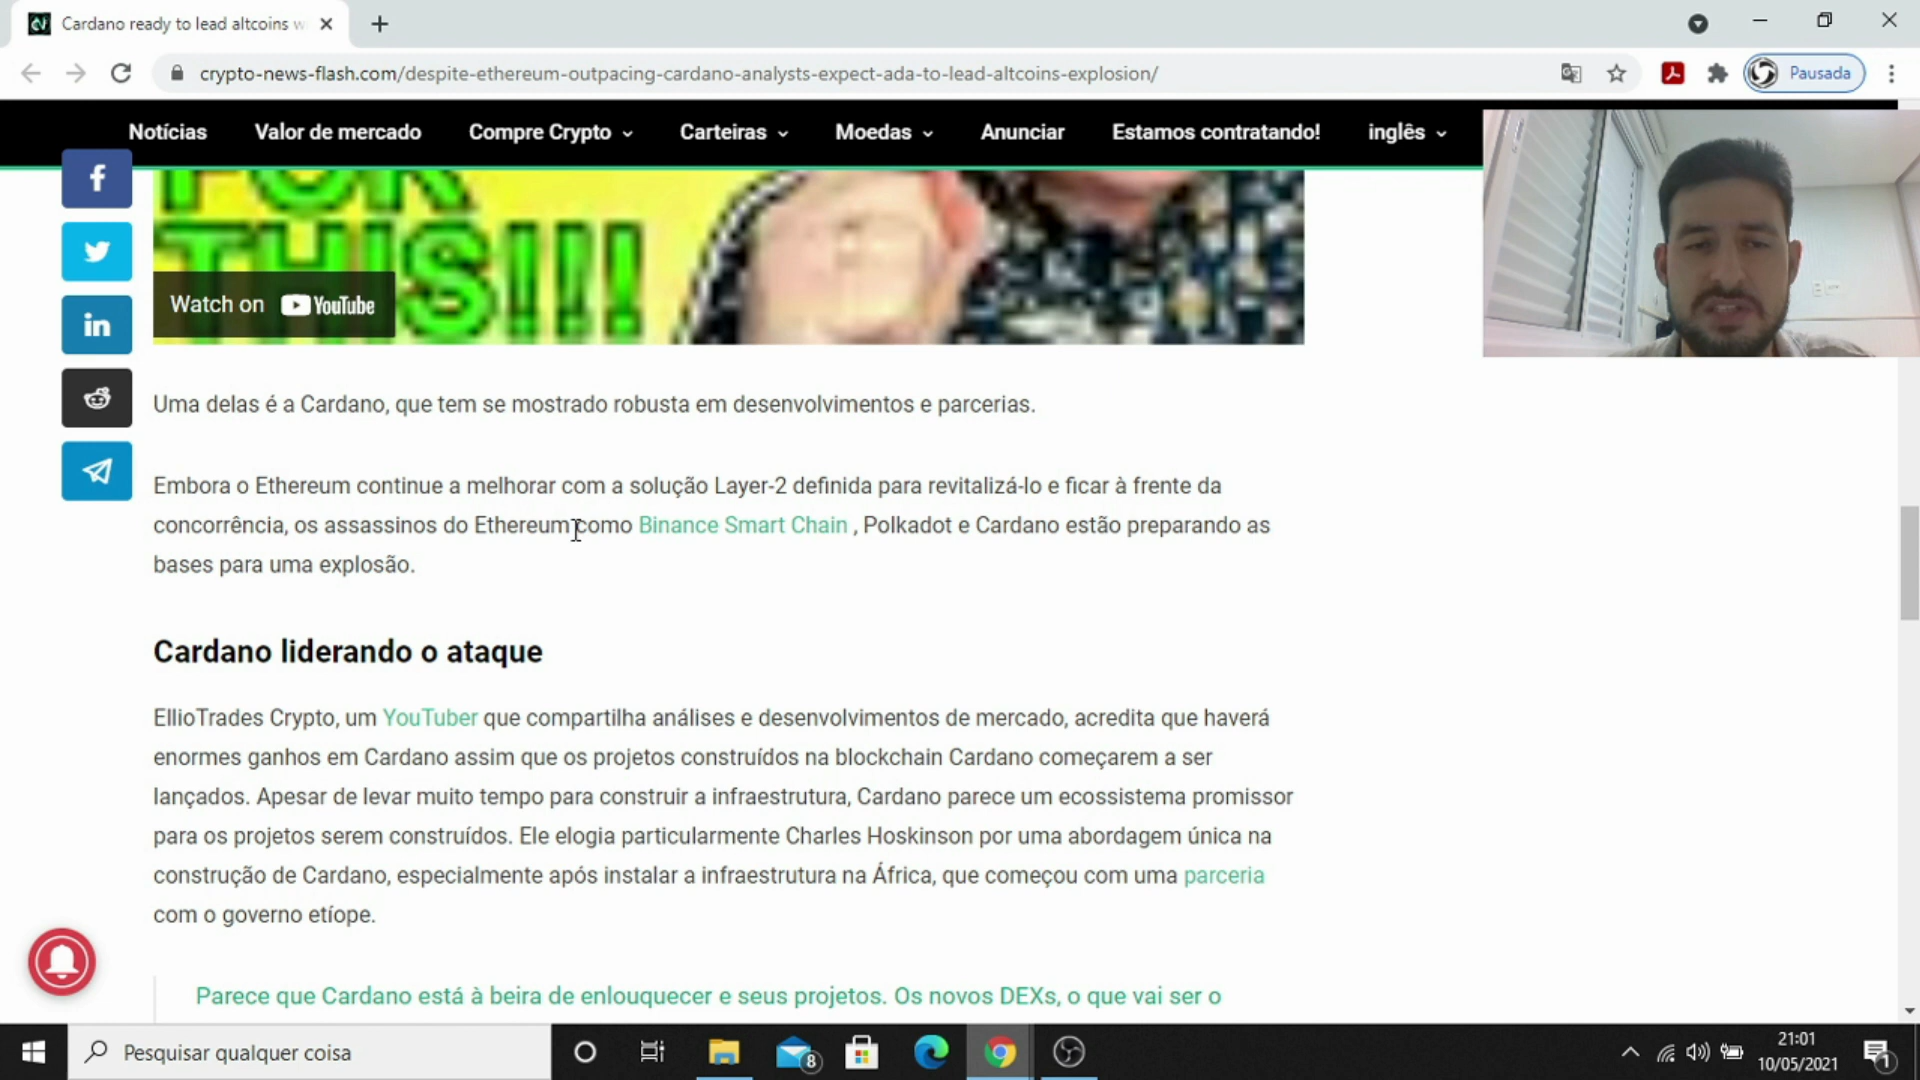 Cardano ready to lead altcoins w
crypto-news-flash.com/despite-ethereum-outpacing-cardano-analysts-expect-ada-to-lead-altcoins-explosion/
Pausada
Notícias Valor de mercado Compre Crypto Carteiras Moedas Anunciar Estamos contratando! inglês
FOR
THIS!!!
Watch on YouTube
Uma delas é a Cardano, que tem se mostrado robusta em desenvolvimentos e parcerias.
Embora o Ethereum continue a melhorar com a solução Layer-2 definida para revitalizá-lo e ficar à frente da
concorrência, os assassinos do Ethereum como Binance Smart Chain , Polkadot e Cardano estão preparando as
bases para uma explosão.
Cardano liderando o ataque
EllioTrades Crypto, um YouTuber que compartilha análises e desenvolvimentos de mercado, acredita que haverá
enormes ganhos em Cardano assim que os projetos construídos na blockchain Cardano começarem a ser
lançados. Apesar de levar muito tempo para construir a infraestrutura, Cardano parece um ecossistema promissor
para os projetos serem construídos. Ele elogia particularmente Charles Hoskinson por uma abordagem única na
construção de Cardano, especialmente após instalar a infraestrutura na África, que começou com uma parceria
com o governo etíope.
Parece que Cardano está à beira de enlouquecer e seus projetos. Os novos DEXs, o que vai ser o
Pesquisar qualquer coisa
8
21:01
10/05/2021
1